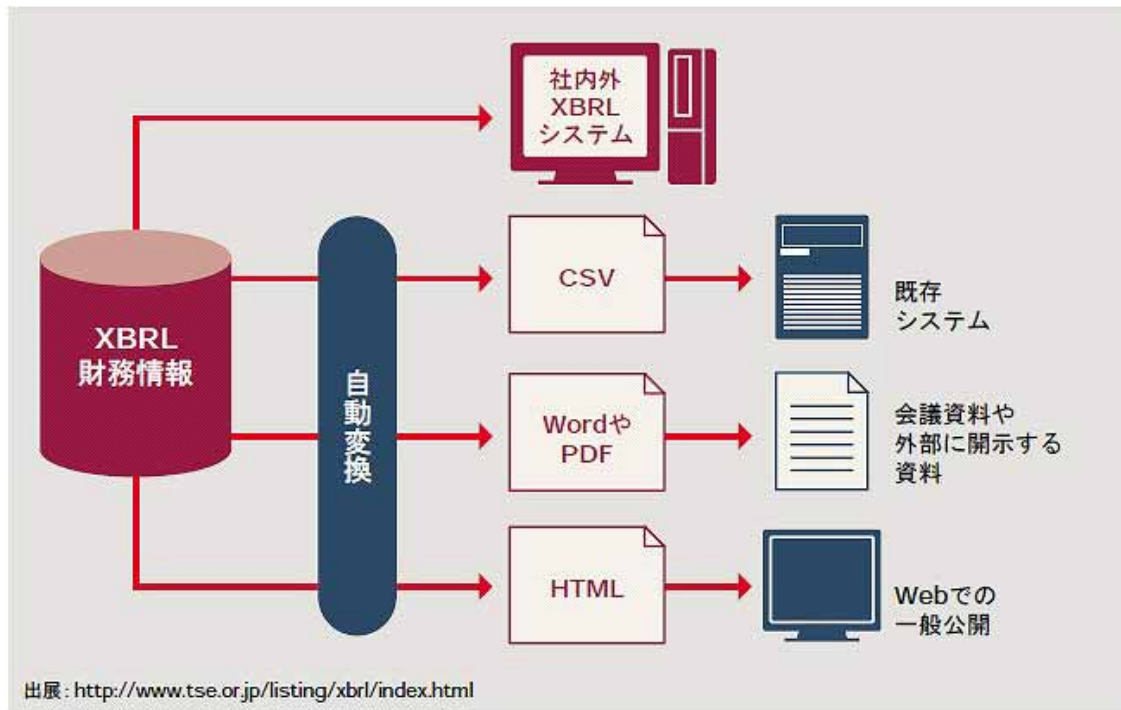 社内外
XBRL
システム
XBRL
財務情報
自動変換
CSV
既存
システム
Wordや
PDF
会議資料や
外部に開示する
資料
HTML
Webでの
一般公開
出展：http://www.tse.or.jp/listing/xbrl/index.html